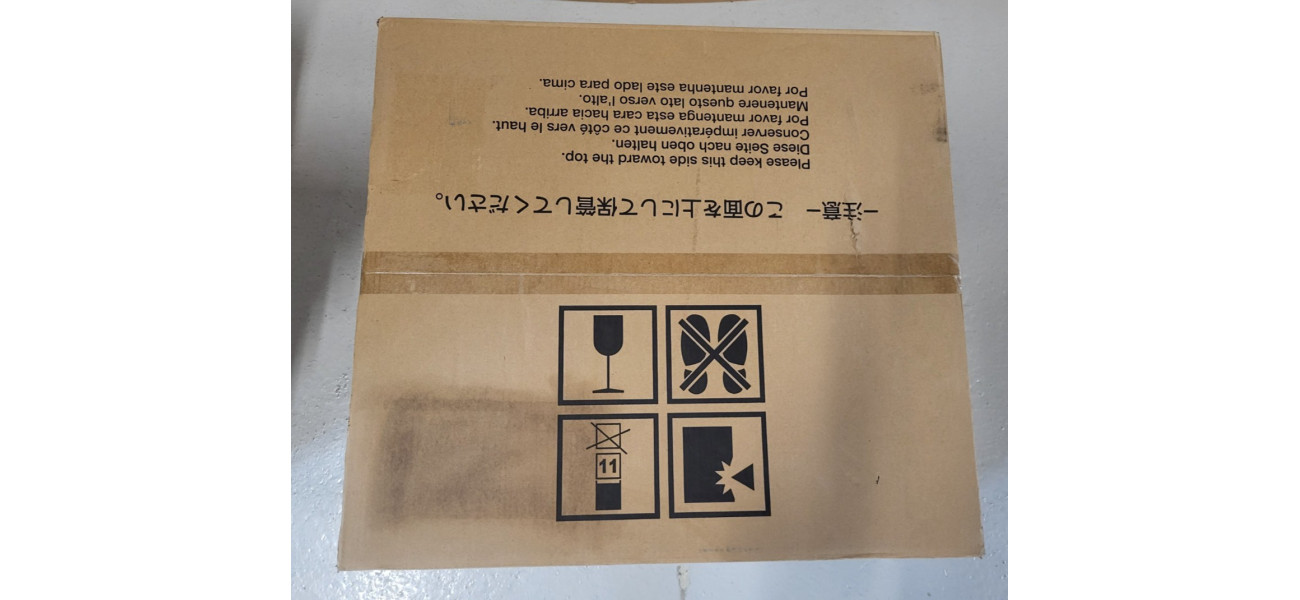 ー注意ー　この面を上にして保管してください。
Please keep this side toward the top.
Diese Seite nach oben halten.
Conserver impérativement ce côté vers le haut.
Por favor mantenga esta cara hacia arriba.
Mantenere questo lato verso l'alto.
Por favor mantenha este lado para cima.
11